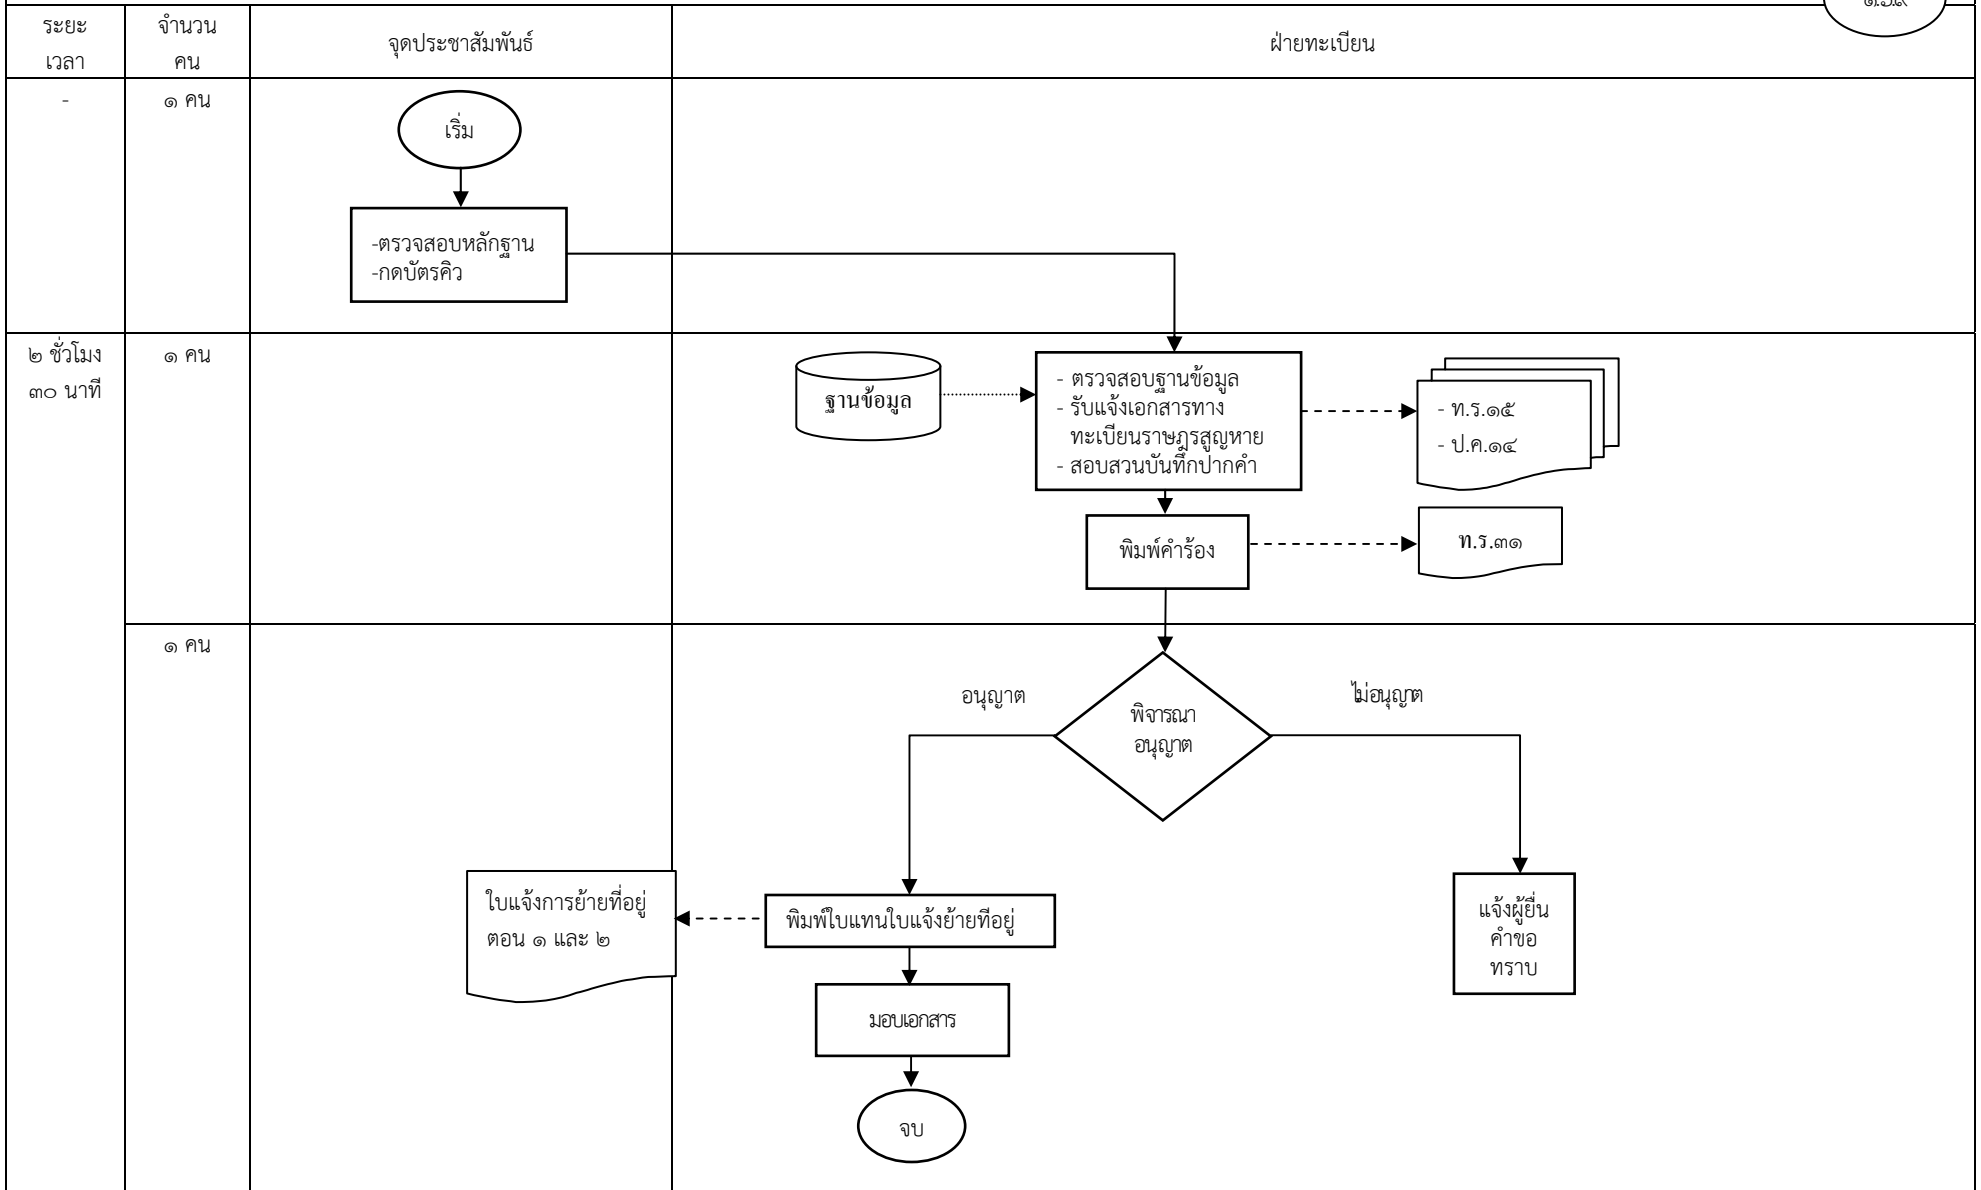 ระยะ
เวลา
จำนวน
คน
จุดประชาสัมพันธ์
ฝ่ายทะเบียน
-
๑ คน
เริ่ม
-ตรวจสอบหลักฐาน
-กดบัตรคิว
๒ ชั่วโมง
๓๐ นาที
๑ คน
ฐานข้อมูล
- ตรวจสอบฐานข้อมูล
- รับแจ้งเอกสารทาง
ทะเบียนราษฎรสูญหาย
- สอบสวนบันทึกปากคำ
- ท.ร.๑๕
- ป.ค.๑๔
พิมพ์คำร้อง
ท.ร.๓๑
๑ คน
อนุญาต
ไม่อนุญาต
พิจารณา
อนุญาต
ใบแจ้งการย้ายที่อยู่
ตอน ๑ และ ๒
พิมพ์ใบแทนใบแจ้งย้ายที่อยู่
แจ้งผู้ยื่น
คำขอ
ทราบ
มอบเอกสาร
จบ